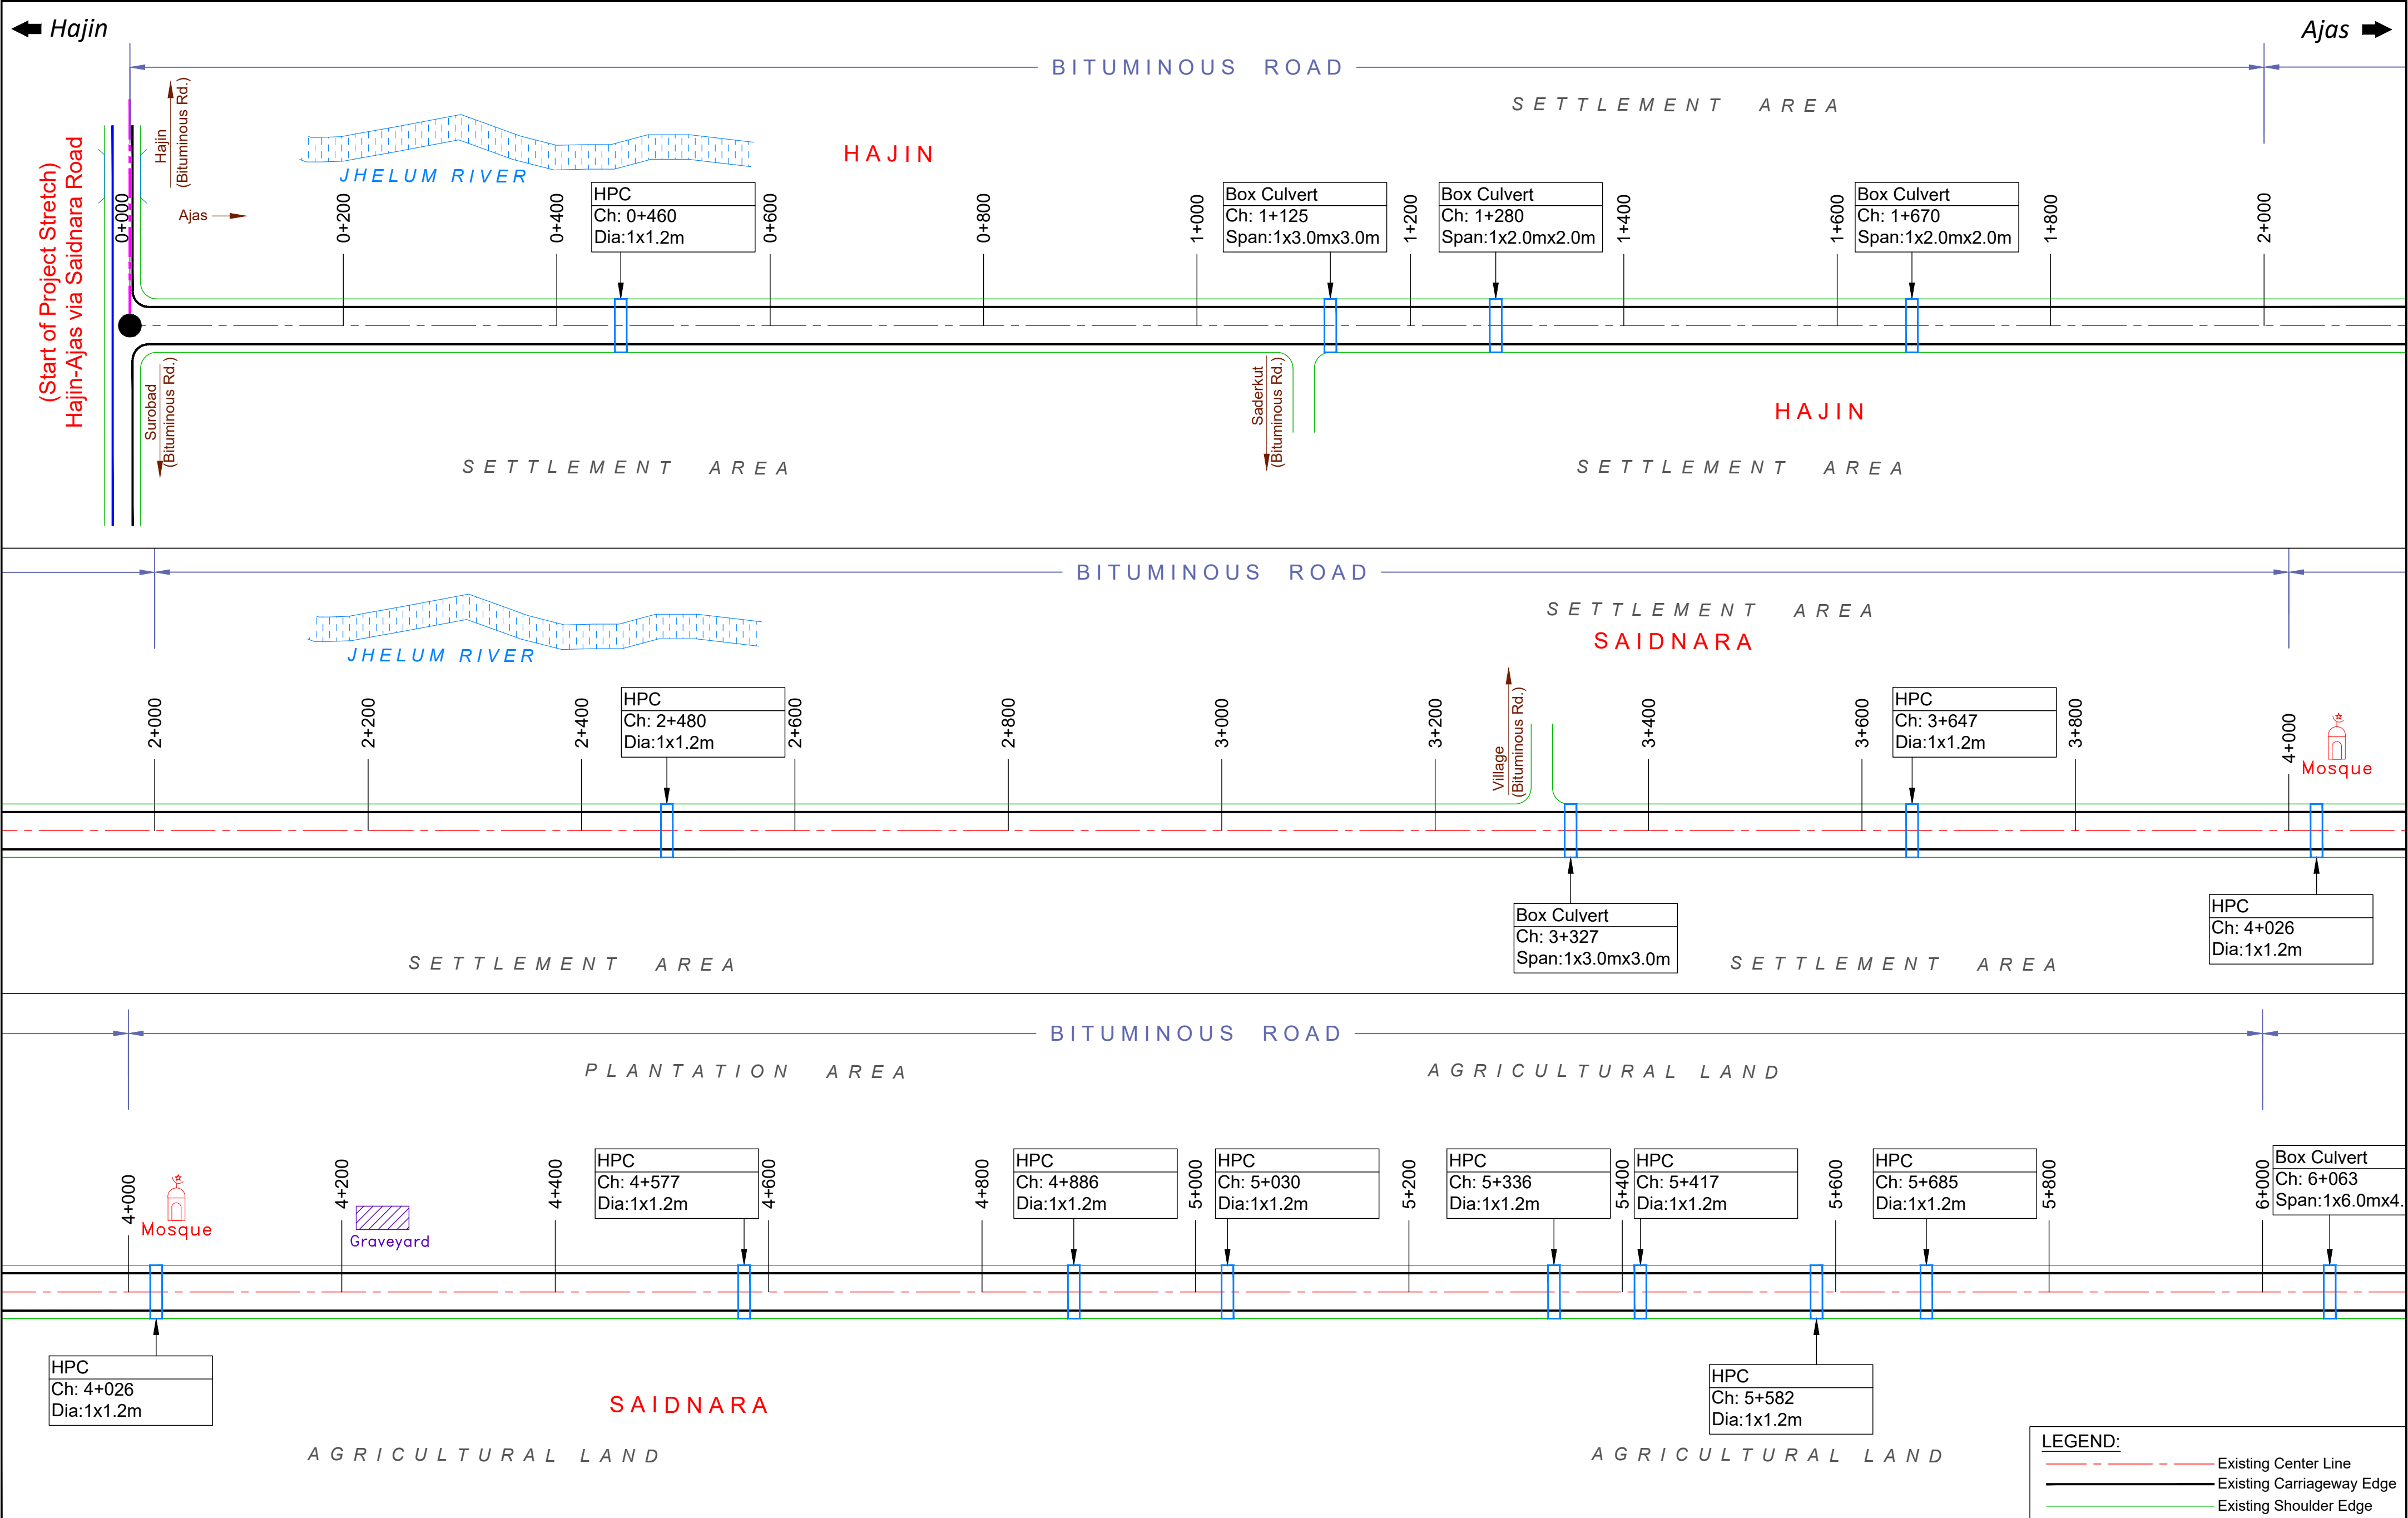 Hajin
Ajas
BITUMINOUS ROAD
SETTLEMENT AREA
(Start of Project Stretch)
Hajin-Ajas via Saidnara Road
Hajin
(Bituminous Rd.)
Ajas
JHELUM RIVER
HAJIN
0+000
0+200
0+400
HPC
Ch: 0+460
Dia:1x1.2m
0+600
0+800
1+000
Box Culvert
Ch: 1+125
Span:1x3.0mx3.0m
1+200
Box Culvert
Ch: 1+280
Span:1x2.0mx2.0m
1+400
1+600
Box Culvert
Ch: 1+670
Span:1x2.0mx2.0m
1+800
2+000
Surobad
(Bituminous Rd.)
Saderkut
(Bituminous Rd.)
HAJIN
SETTLEMENT AREA
SETTLEMENT AREA
BITUMINOUS ROAD
SETTLEMENT AREA
SAIDNARA
JHELUM RIVER
2+000
2+200
2+400
HPC
Ch: 2+480
Dia:1x1.2m
2+600
2+800
3+000
3+200
Village
(Bituminous Rd.)
3+400
3+600
HPC
Ch: 3+647
Dia:1x1.2m
3+800
4+000
Mosque
Box Culvert
Ch: 3+327
Span:1x3.0mx3.0m
HPC
Ch: 4+026
Dia:1x1.2m
SETTLEMENT AREA
SETTLEMENT AREA
BITUMINOUS ROAD
PLANTATION AREA
AGRICULTURAL LAND
4+000
Mosque
4+200
Graveyard
4+400
HPC
Ch: 4+577
Dia:1x1.2m
4+600
4+800
HPC
Ch: 4+886
Dia:1x1.2m
5+000
HPC
Ch: 5+030
Dia:1x1.2m
5+200
HPC
Ch: 5+336
Dia:1x1.2m
5+400
HPC
Ch: 5+417
Dia:1x1.2m
5+600
HPC
Ch: 5+685
Dia:1x1.2m
5+800
6+000
Box Culvert
Ch: 6+063
Span:1x6.0mx4.
HPC
Ch: 4+026
Dia:1x1.2m
SAIDNARA
HPC
Ch: 5+582
Dia:1x1.2m
AGRICULTURAL LAND
AGRICULTURAL LAND
LEGEND:
Existing Center Line
Existing Carriageway Edge
Existing Shoulder Edge